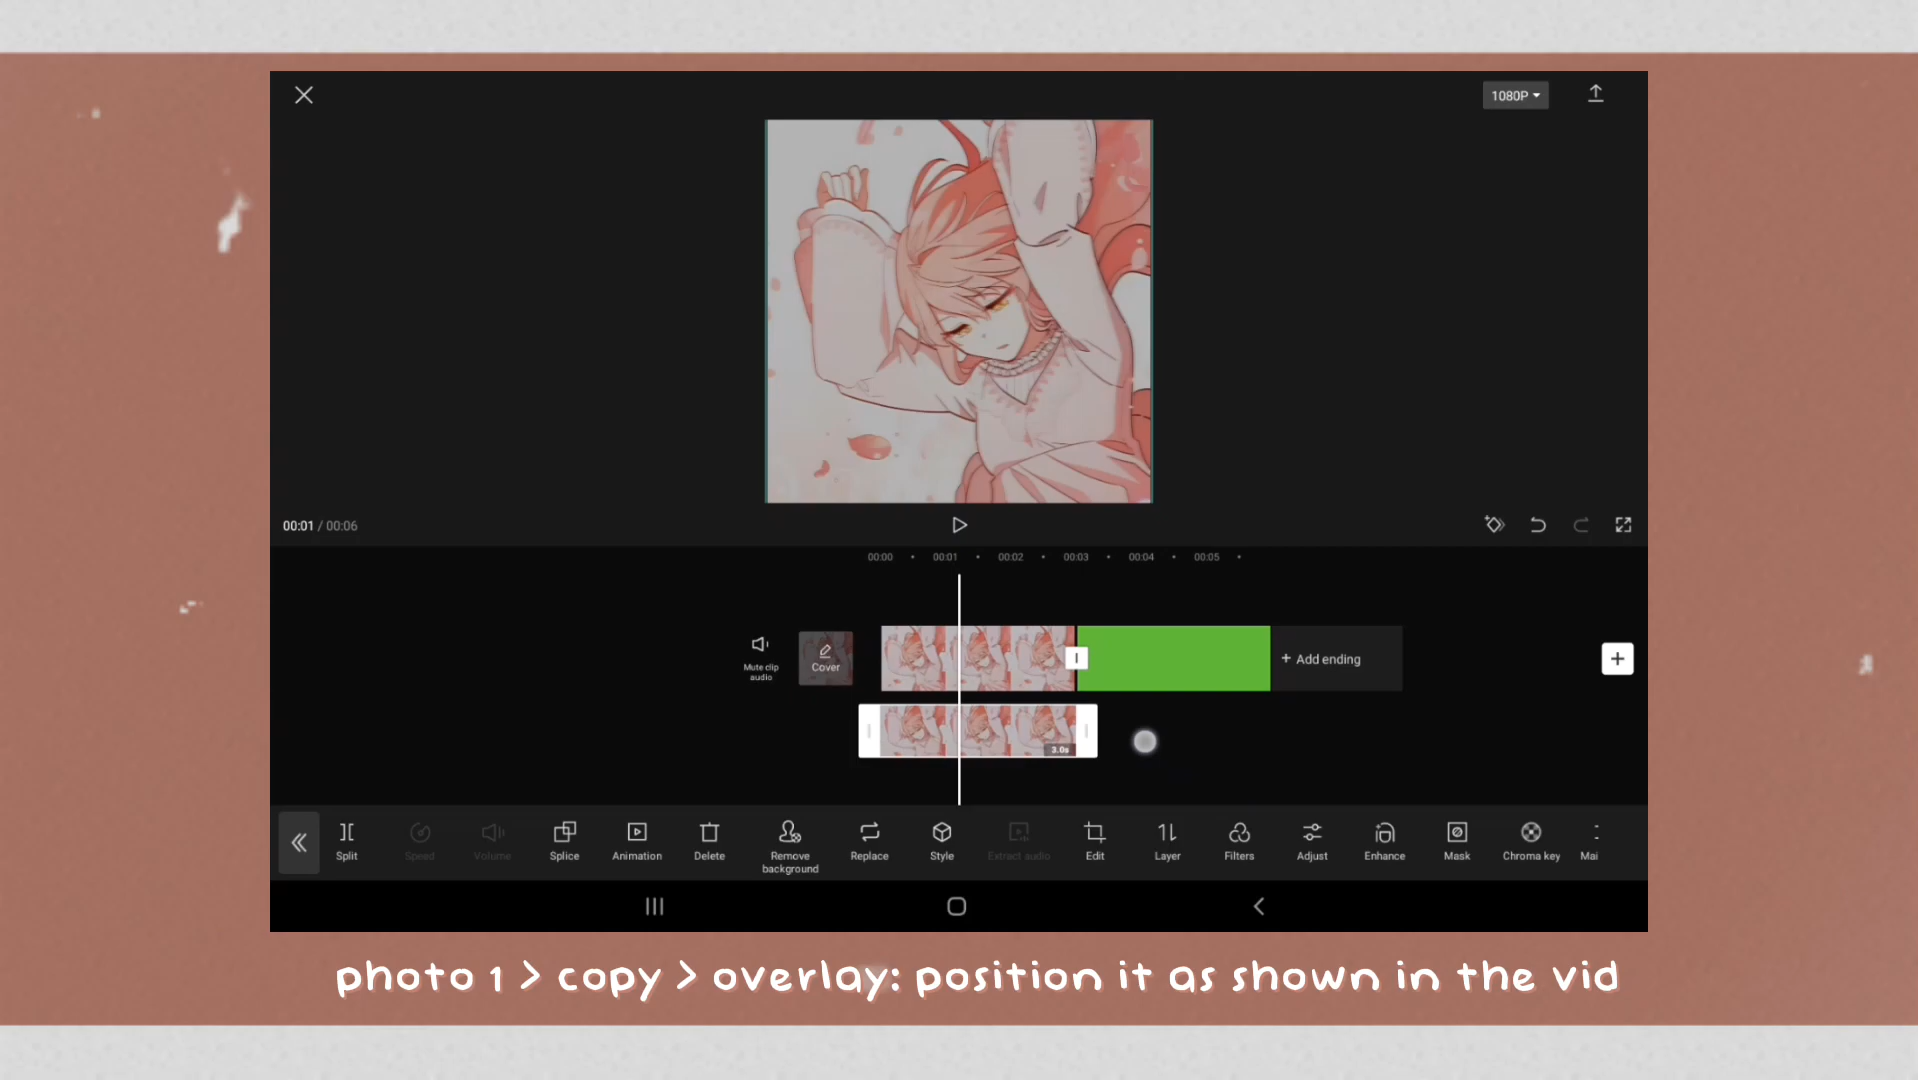 1080P
00:01 / 00:06
00:00 00:01 00:02 00:03 00:04 00:05
Mute clip
audio
Cover
+ Add ending
3.0s
Split Speed Volume Splice Animation Delete Remove background Replace Style Extract audio Edit Layer Filters Adjust Enhance Mask Chroma key Mai
photo 1 > copy > overlay: position it as shown in the vid